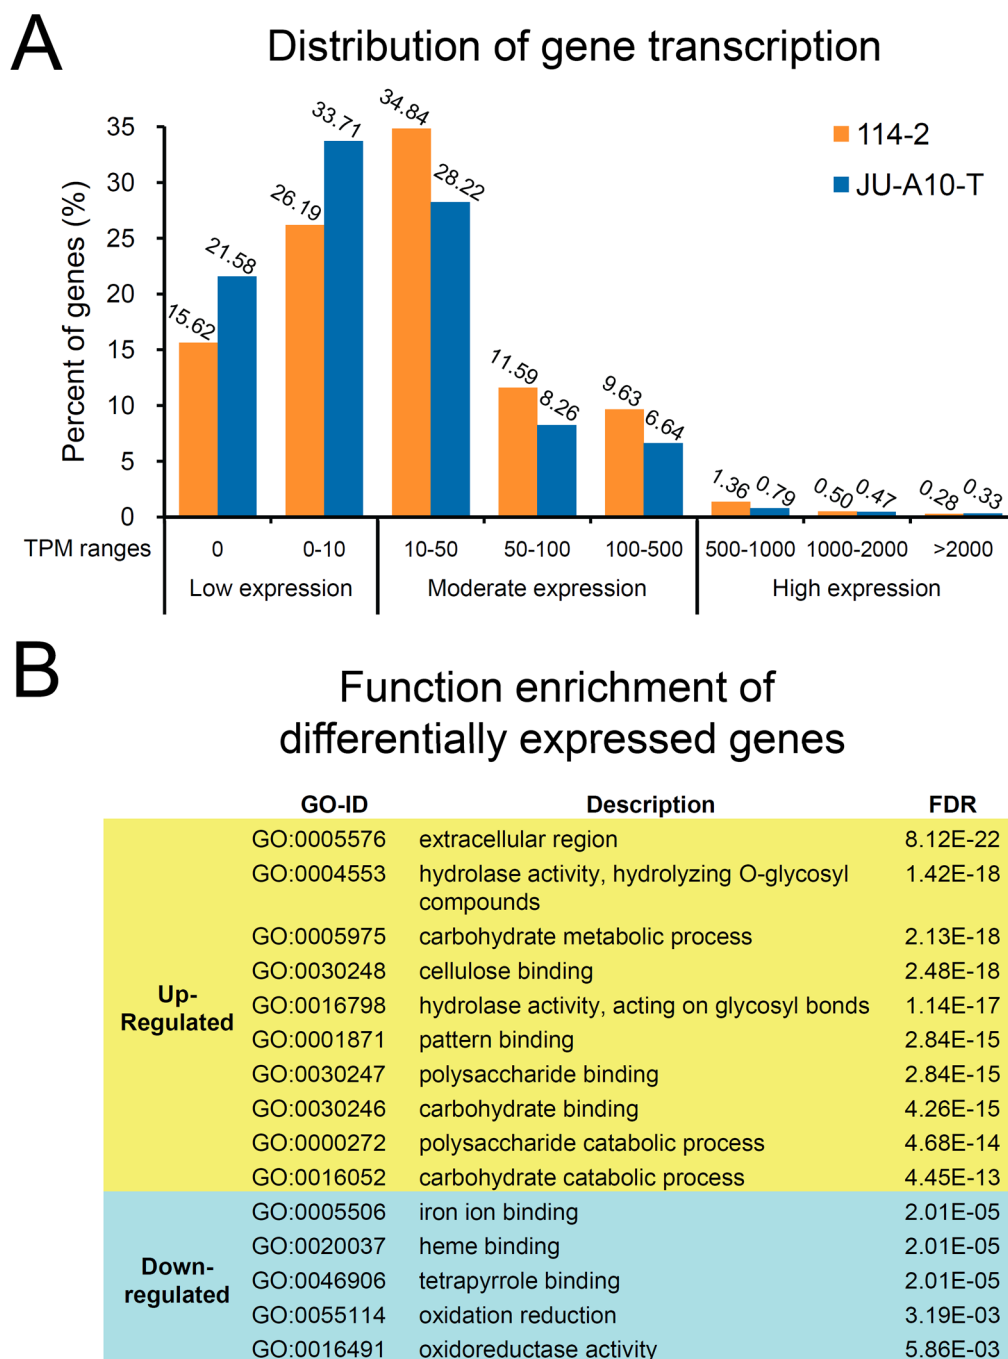 A
Distribution of gene transcription
114-2
JU-A10-T
Percent of genes (%)
35
30
25
20
15
10
5
0
15.62 21.58 26.19 33.71 34.84 28.22 11.59 8.26 9.63 6.64 1.36 0.79 0.50 0.47 0.28 0.33
TPM ranges 0 0-10 10-50 50-100 100-500 500-1000 1000-2000 >2000
Low expression Moderate expression High expression
B
Function enrichment of
differentially expressed genes
GO-ID Description FDR
Up-
Regulated
GO:0005576 extracellular region 8.12E-22
GO:0004553 hydrolase activity, hydrolyzing O-glycosyl 1.42E-18
compounds
GO:0005975 carbohydrate metabolic process 2.13E-18
GO:0030248 cellulose binding 2.48E-18
GO:0016798 hydrolase activity, acting on glycosyl bonds 1.14E-17
GO:0001871 pattern binding 2.84E-15
GO:0030247 polysaccharide binding 2.84E-15
GO:0030246 carbohydrate binding 4.26E-15
GO:0000272 polysaccharide catabolic process 4.68E-14
GO:0016052 carbohydrate catabolic process 4.45E-13
Down-
regulated
GO:0005506 iron ion binding 2.01E-05
GO:0020037 heme binding 2.01E-05
GO:0046906 tetrapyrrole binding 2.01E-05
GO:0055114 oxidation reduction 3.19E-03
GO:0016491 oxidoreductase activity 5.86E-03